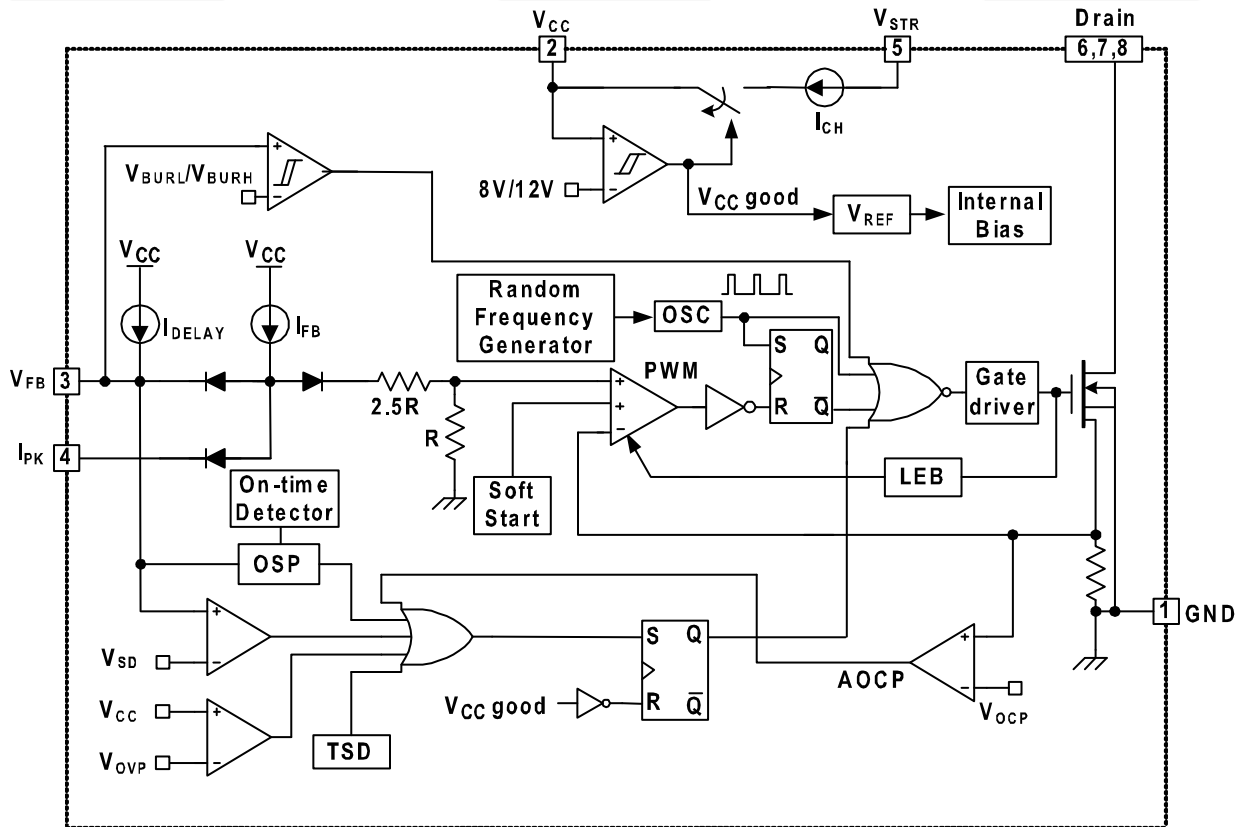 VCC
VSTR
Drain
2
5
6,7,8
ICH
+
VBURL/VBURH
−
+
8V/12V
−
VCC good
VREF
Internal
Bias
VCC
VCC
IDELAY
IFB
Random
Frequency
Generator
OSC
S Q
R Q̅
PWM
+
+
−
VFB 3
2.5R
R
IPK 4
Gate
driver
LEB
Soft
Start
On-time
Detector
OSP
+
VSD
−
VCC
+
VOVP
−
TSD
S Q
R Q̅
VCC good
AOCP
+
−
VOCP
1 GND